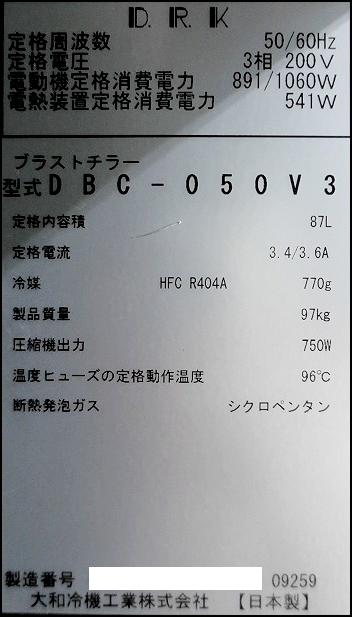 D.R.K
定格周波数 50/60Hz
定格電圧 3相 200V
電動機定格消費電力 891/1060W
電熱装置定格消費電力 541W
ブラストチラー
型式DBC-050V3
定格内容積 87L
定格電流 3.4/3.6A
冷媒 HFC R404A 770g
製品質量 97kg
圧縮機出力 750W
温度ヒューズの定格動作温度 96℃
断熱発泡ガス シクロペンタン
製造番号 09259
大和冷機工業株式会社 【日本製】